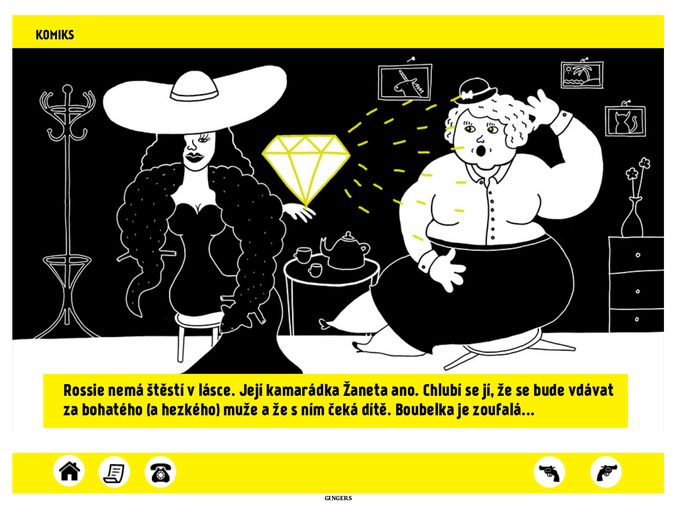 KOMIKS
Rossie nemá štěstí v lásce. Její kamarádka Žaneta ano. Chlubí se jí, že se bude vdávat
za bohatého (a hezkého) muže a že s ním čeká dítě. Boubelka je zoufalá...
GINGERS